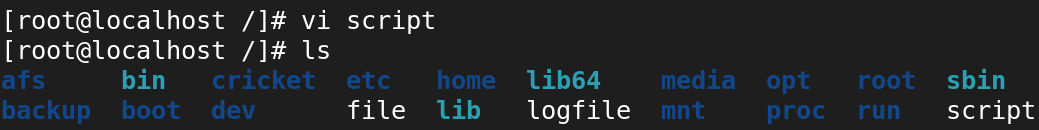 [root@localhost /]# vi script
[root@localhost /]# ls
afs     bin   cricket  etc   home  lib64    media  opt   root  sbin
backup  boot  dev      file  lib   logfile  mnt    proc  run   script